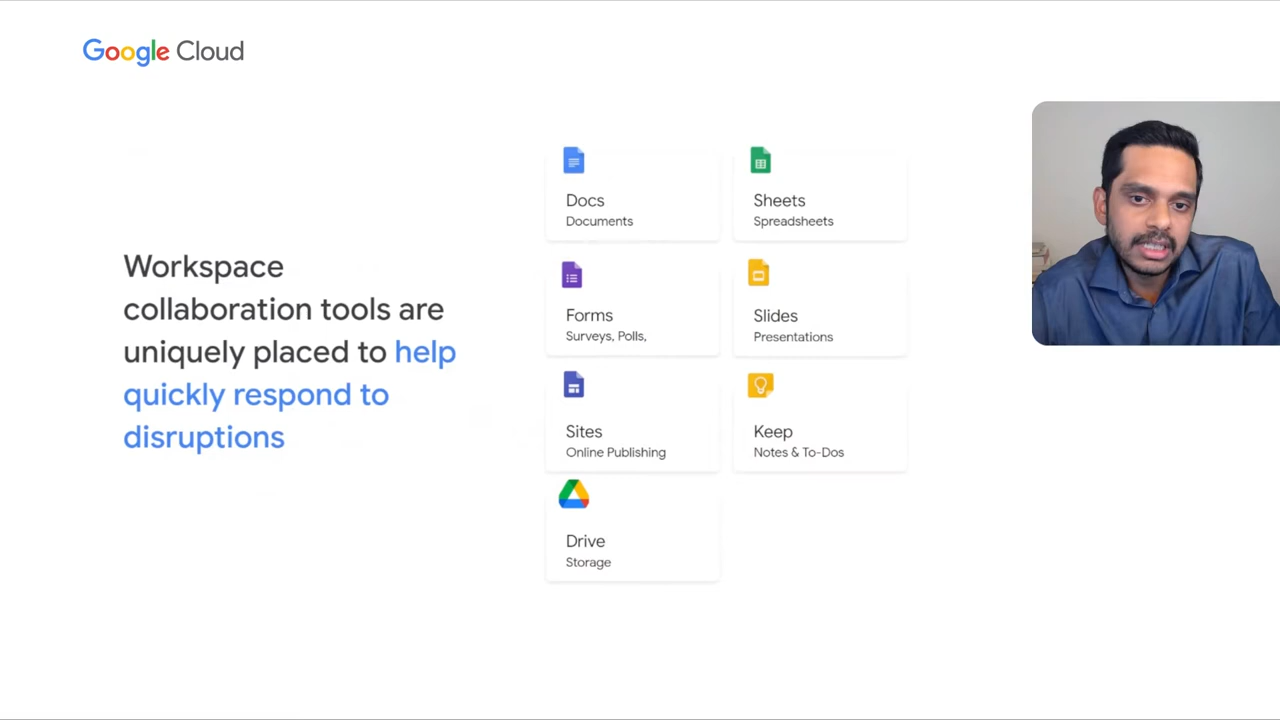 Google Cloud
Workspace
collaboration tools are
uniquely placed to help
quickly respond to
disruptions
Docs
Documents
Sheets
Spreadsheets
Forms
Surveys, Polls,
Slides
Presentations
Sites
Online Publishing
Keep
Notes & To-Dos
Drive
Storage